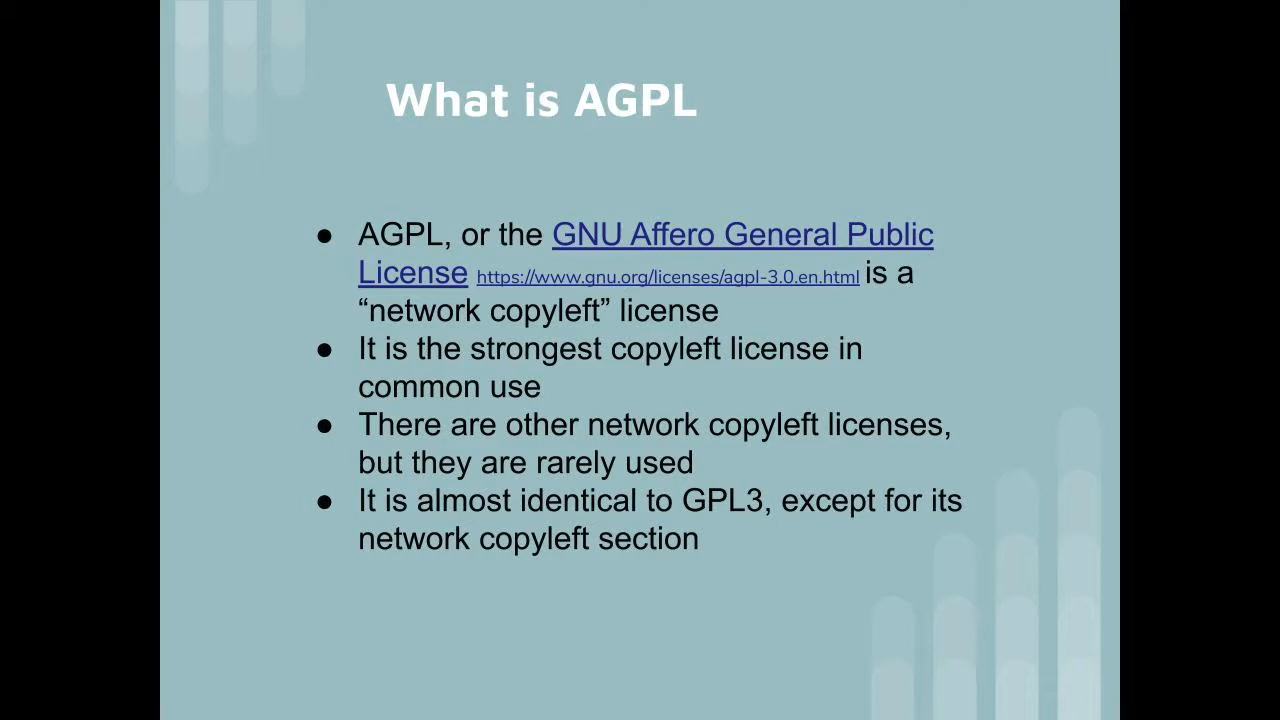 What is AGPL
● AGPL, or the GNU Affero General Public
License https://www.gnu.org/licenses/agpl-3.0.en.html is a
“network copyleft” license
● It is the strongest copyleft license in
common use
● There are other network copyleft licenses,
but they are rarely used
● It is almost identical to GPL3, except for its
network copyleft section